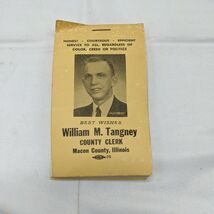 HONEST - COURTEOUS - EFFICIENT
SERVICE TO ALL, REGARDLESS OF
COLOR, CREED OR POLITICS
BEST WISHES
William M. Tangney
COUNTY CLERK
Macon County, Illinois